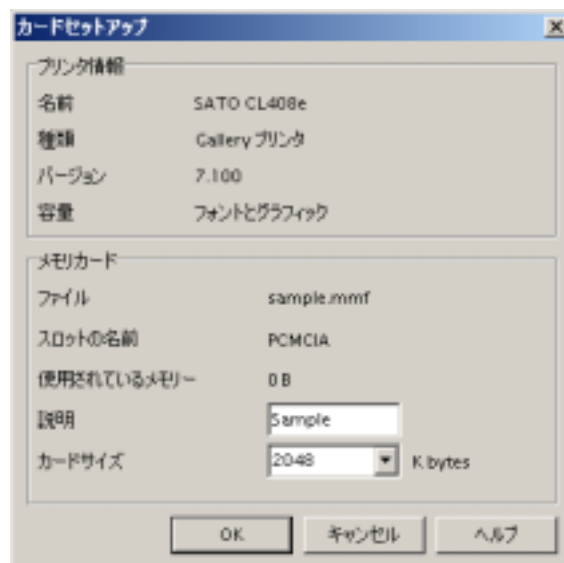 カードセットアップ
プリンタ情報
名前 SATO CL408e
種類 Gallery プリンタ
バージョン 7.100
容量 フォントとグラフィック
メモリカード
ファイル sample.mmf
スロットの名前 PCMCIA
使用されているメモリー 0 B
説明 Sample
カードサイズ 2048 K bytes
OK キャンセル ヘルプ